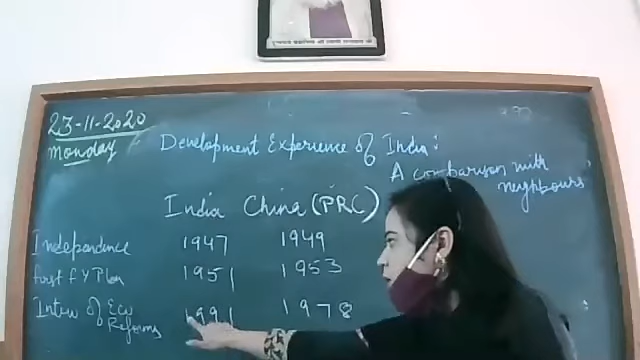 23-11-2020
Monday
Development Experience of India:
A comparison with
neighbours'
India China (PRC)
Independence 1947 1949
First FYPlan 1951 1953
of Eco 1991 1978
Reforms